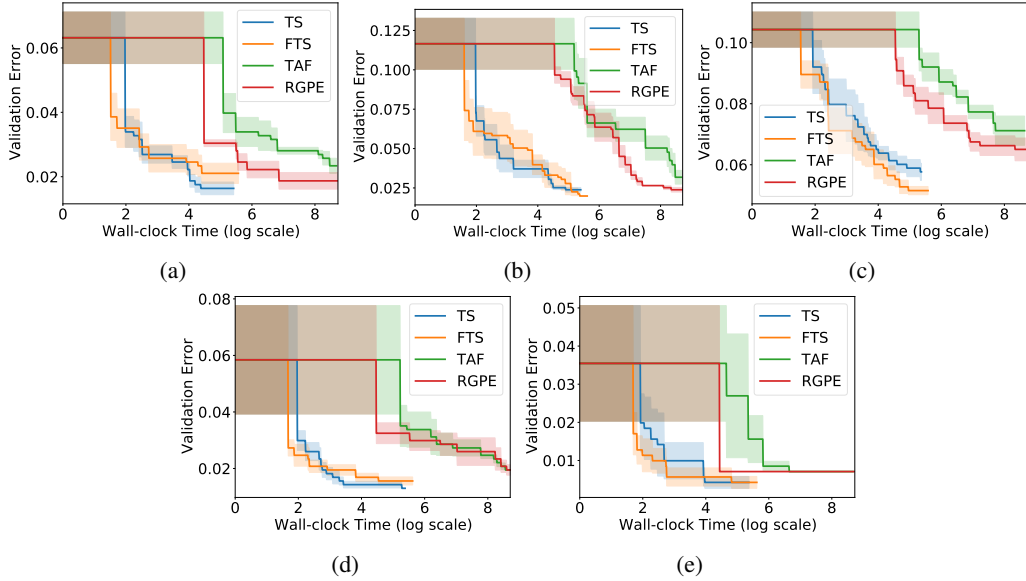 TS
FTS
TAF
RGPE
Validation Error
0.06
0.04
0.02
0 2 4 6 8
Wall-clock Time (log scale)
(a)
TS
FTS
TAF
RGPE
Validation Error
0.125
0.100
0.075
0.050
0.025
0 2 4 6 8
Wall-clock Time (log scale)
(b)
TS
FTS
TAF
RGPE
Validation Error
0.10
0.08
0.06
0 2 4 6 8
Wall-clock Time (log scale)
(c)
TS
FTS
TAF
RGPE
Validation Error
0.08
0.06
0.04
0.02
0 2 4 6 8
Wall-clock Time (log scale)
(d)
TS
FTS
TAF
RGPE
Validation Error
0.05
0.04
0.03
0.02
0.01
0 2 4 6 8
Wall-clock Time (log scale)
(e)